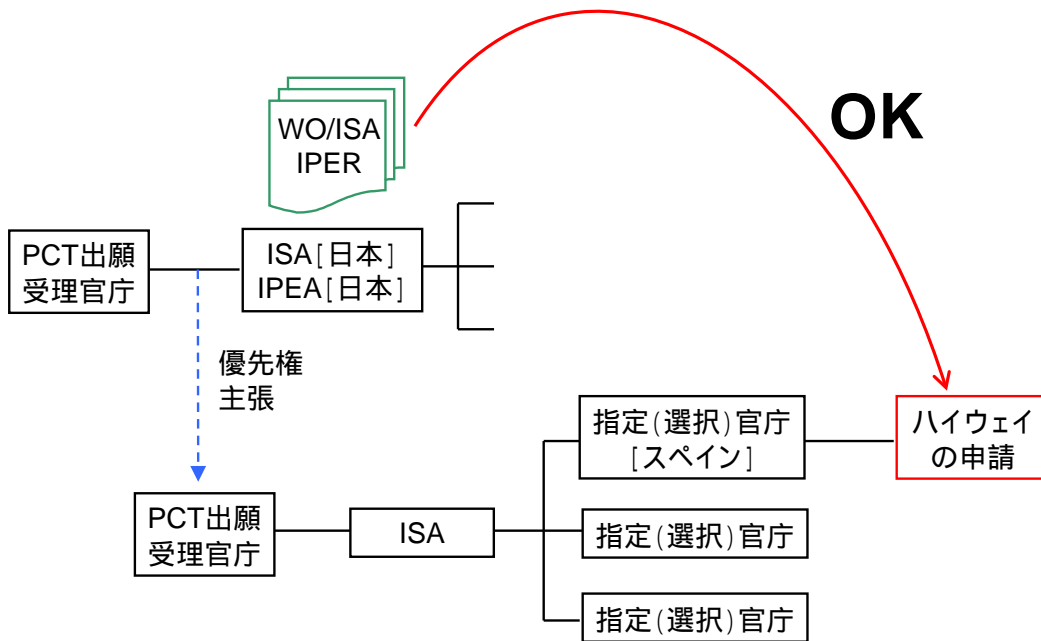 OK
WO/ISA
IPER
PCT出願
受理官庁
ISA[日本]
IPEA[日本]
優先権
主張
指定(選択)官庁
[スペイン]
ハイウェイ
の申請
PCT出願
受理官庁
ISA
指定(選択)官庁
指定(選択)官庁